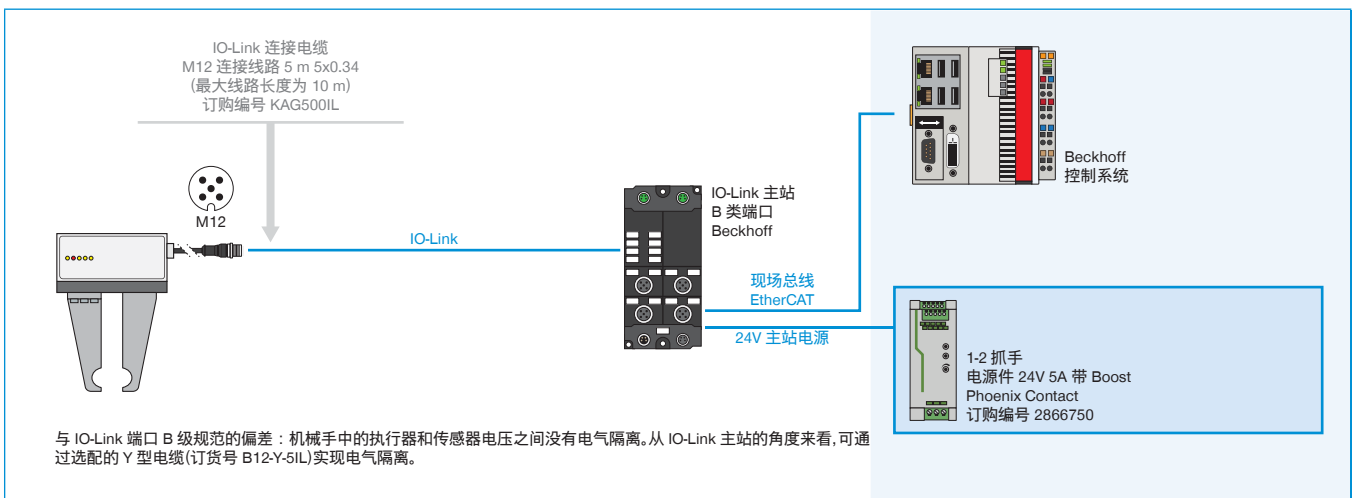 IO-Link 连接电缆
M12 连接线路 5 m 5x0.34
(最大线路长度为 10 m)
订购编号 KAG500IL
M12
IO-Link
IO-Link 主站
B 类端口
Beckhoff
现场总线
EtherCAT
24V 主站电源
Beckhoff
控制系统
1-2 抓手
电源件 24V 5A 带 Boost
Phoenix Contact
订购编号 2866750
与 IO-Link 端口 B 级规范的偏差：机械手中的执行器和传感器电压之间没有电气隔离。从 IO-Link 主站的角度来看,可通
过选配的 Y 型电缆(订货号 B12-Y-5IL)实现电气隔离。